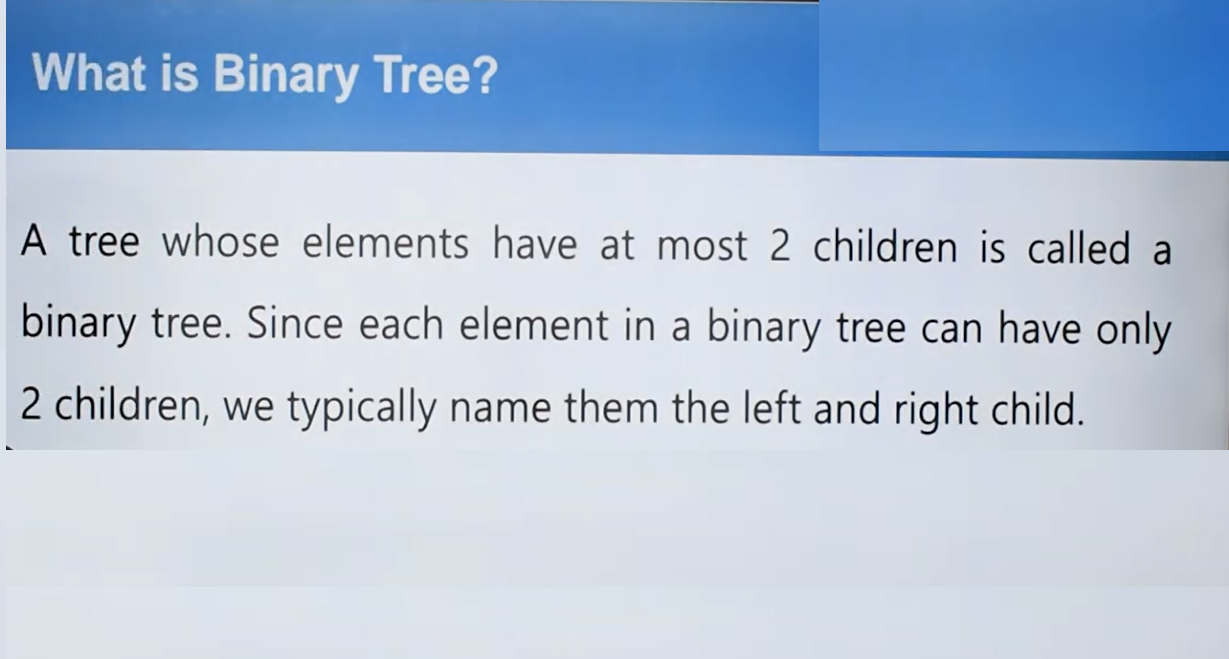 What is Binary Tree?
A tree whose elements have at most 2 children is called a
binary tree. Since each element in a binary tree can have only
2 children, we typically name them the left and right child.